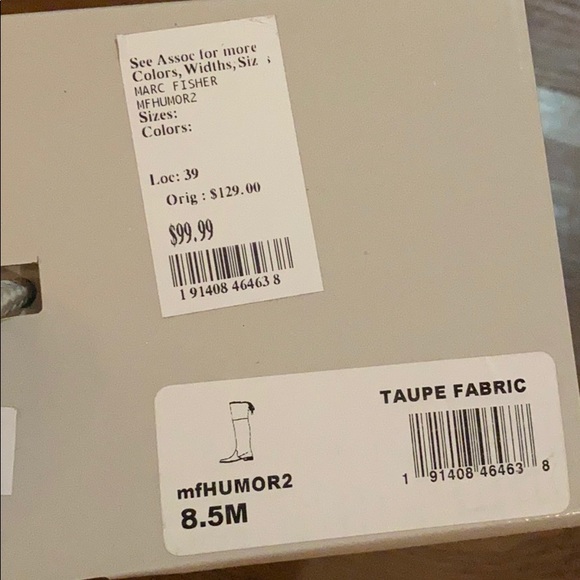 See Assoc for more
Colors, Widths, Siz s
MARC FISHER
MFHUMOR2
Sizes:
Colors:
Loc: 39
Orig : $129.00
$99.99
1 91408 46463 8
TAUPE FABRIC
1 91408 46463 8
mfHUMOR2
8.5M